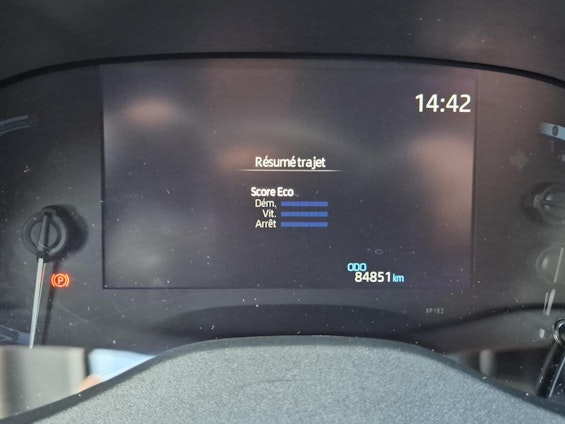 14:42
Résumé trajet
Score Eco
Dém.
Vit.
Arrêt
ODO
84851 km
P